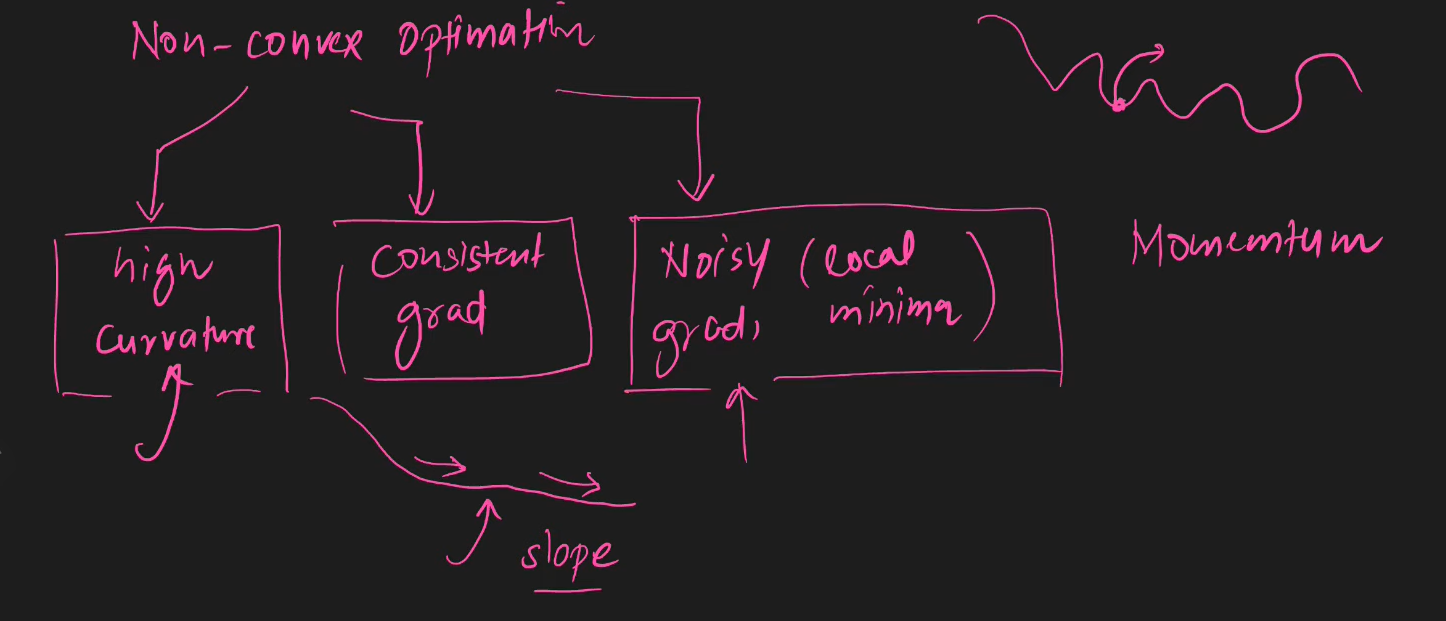 Non-convex Optimatin
high
curvature
Consistent
grad
Noisy (local
grad, minima)
Momentum
slope